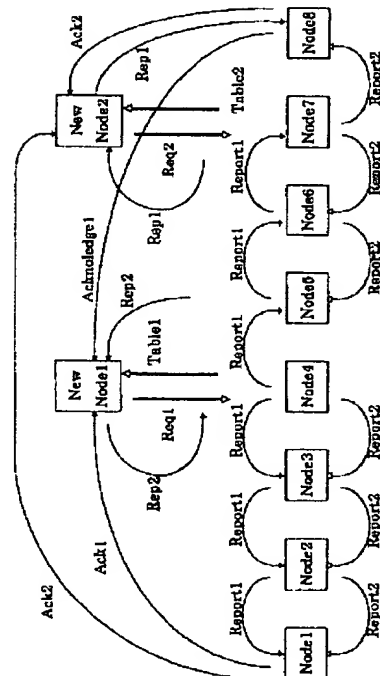 Ack2
Ack2
New
Node1
New
Node2
Ack1
Acknoledge1
Rep2
Rep1
Rep2
Table1
Rep1
Req1
Req2
Table2
Report1
Report1
Report1
Report1
Report1
Report1
Node1
Node2
Node3
Node4
Node5
Node6
Node7
Node8
Report2
Report2
Report2
Report2
Report2
Report2